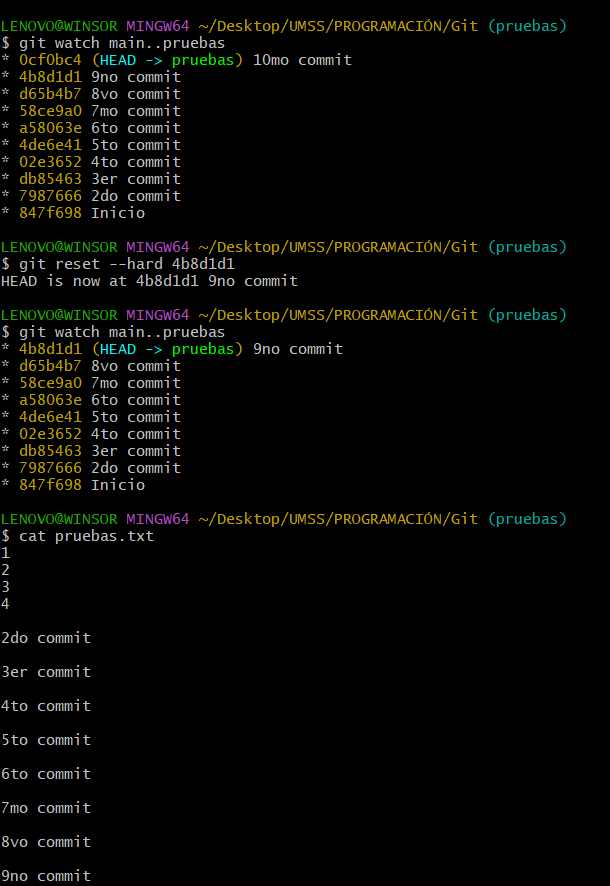 LENOVO@WINSOR MINGW64 ~/Desktop/UMSS/PROGRAMACIÓN/Git (pruebas)
$ git watch main..pruebas
* 0cf0bc4 (HEAD -> pruebas) 10mo commit
* 4b8d1d1 9no commit
* d65b4b7 8vo commit
* 58ce9a0 7mo commit
* a58063e 6to commit
* 4de6e41 5to commit
* 02e3652 4to commit
* db85463 3er commit
* 7987666 2do commit
* 847f698 Inicio
LENOVO@WINSOR MINGW64 ~/Desktop/UMSS/PROGRAMACIÓN/Git (pruebas)
$ git reset --hard 4b8d1d1
HEAD is now at 4b8d1d1 9no commit
LENOVO@WINSOR MINGW64 ~/Desktop/UMSS/PROGRAMACIÓN/Git (pruebas)
$ git watch main..pruebas
* 4b8d1d1 (HEAD -> pruebas) 9no commit
* d65b4b7 8vo commit
* 58ce9a0 7mo commit
* a58063e 6to commit
* 4de6e41 5to commit
* 02e3652 4to commit
* db85463 3er commit
* 7987666 2do commit
* 847f698 Inicio
LENOVO@WINSOR MINGW64 ~/Desktop/UMSS/PROGRAMACIÓN/Git (pruebas)
$ cat pruebas.txt
1
2
3
4
2do commit
3er commit
4to commit
5to commit
6to commit
7mo commit
8vo commit
9no commit